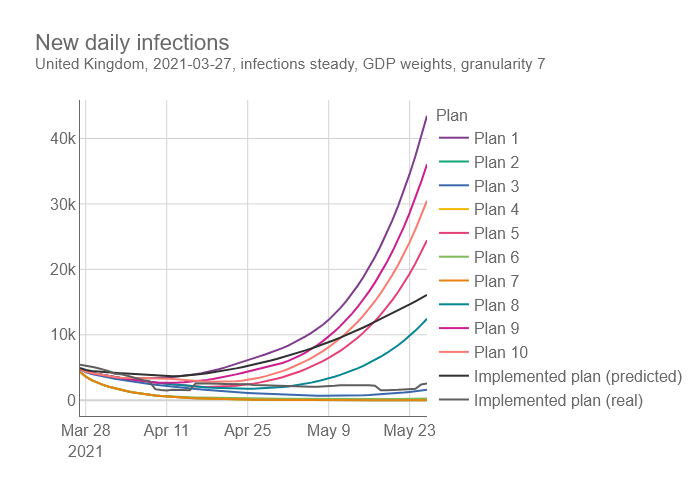 New daily infections
United Kingdom, 2021-03-27, infections steady, GDP weights, granularity 7
Plan
40k
30k
20k
10k
0
Mar 28
2021
Apr 11
Apr 25
May 9
May 23
Plan 1
Plan 2
Plan 3
Plan 4
Plan 5
Plan 6
Plan 7
Plan 8
Plan 9
Plan 10
Implemented plan (predicted)
Implemented plan (real)